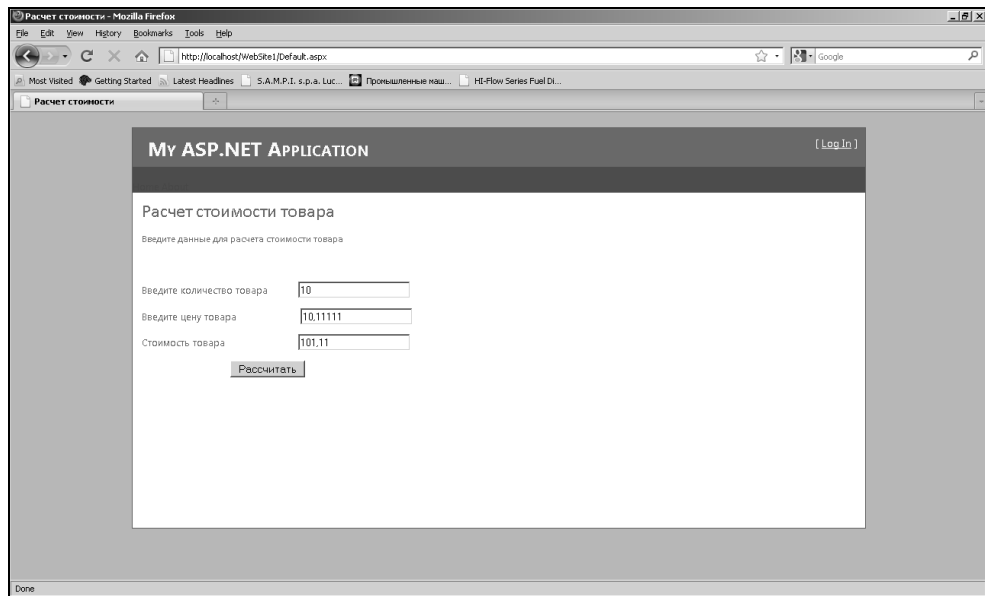 Расчет стоимости - Mozilla Firefox
File Edit View History Bookmarks Tools Help
http://localhost/WebSite1/Default.aspx
Google
Most Visited Getting Started Latest Headlines S.A.M.P.I. s.p.a. Luc... Промышленные маш... HI-Flow Series Fuel Di...
Расчет стоимости
MY ASP.NET APPLICATION
[ Log In ]
Расчет стоимости товара
Введите данные для расчета стоимости товара
Введите количество товара 10
Введите цену товара 10,11111
Стоимость товара 101,11
Рассчитать
Done